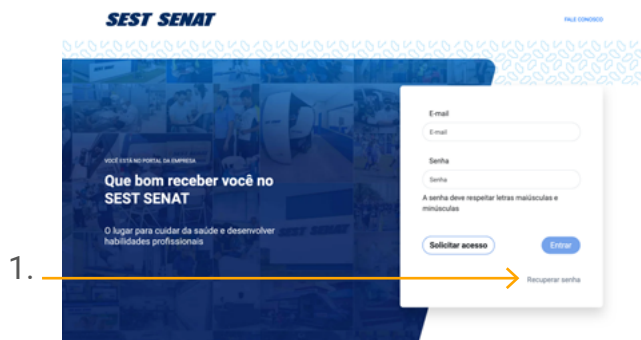 SEST SENAT
FALE CONOSCO
VOCÊ ESTÁ NO PORTAL DA EMPRESA
Que bom receber você no
SEST SENAT
O lugar para cuidar da saúde e desenvolver
habilidades profissionais
E-mail
E-mail
Senha
Senha
A senha deve respeitar letras maiúsculas e
minúsculas
Solicitar acesso
Entrar
1.
Recuperar senha